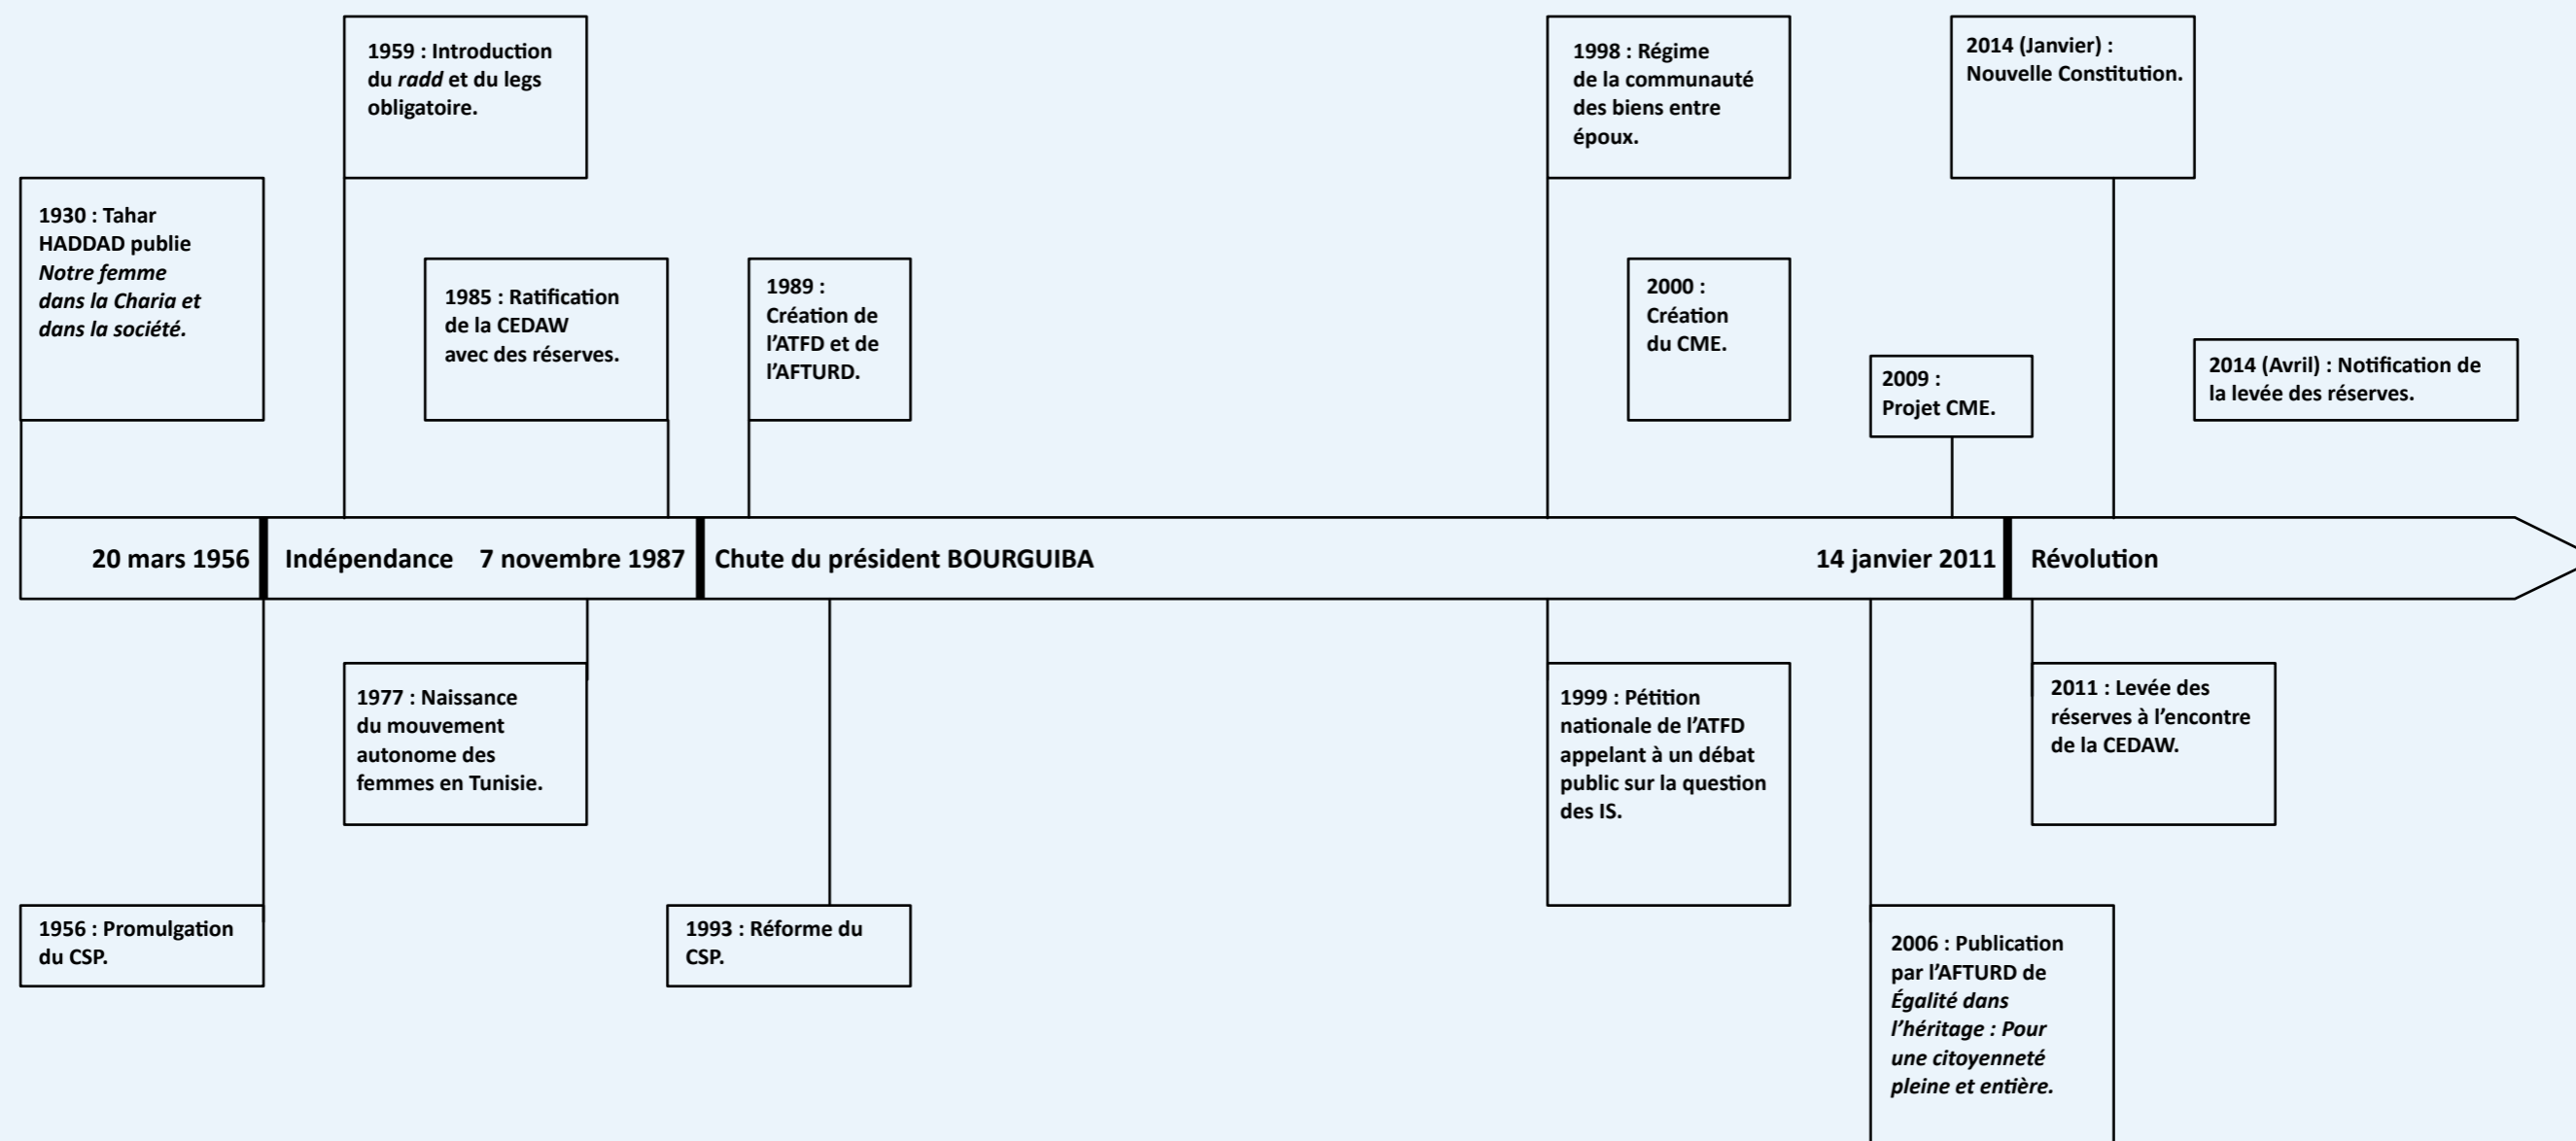 1959 : Introduction
du radd et du legs
obligatoire.
1998 : Régime
de la communauté
des biens entre
époux.
2014 (Janvier) :
Nouvelle Constitution.
1930 : Tahar
HADDAD publie
Notre femme
dans la Charia et
dans la société.
1985 : Ratification
de la CEDAW
avec des réserves.
1989 :
Création de
l’ATFD et de
l’AFTURD.
2000 :
Création
du CME.
2009 :
Projet CME.
2014 (Avril) : Notification de
la levée des réserves.
20 mars 1956 Indépendance 7 novembre 1987 Chute du président BOURGUIBA 14 janvier 2011 Révolution
1977 : Naissance
du mouvement
autonome des
femmes en Tunisie.
1999 : Pétition
nationale de l’ATFD
appelant à un débat
public sur la question
des IS.
2011 : Levée des
réserves à l’encontre
de la CEDAW.
1956 : Promulgation
du CSP.
1993 : Réforme du
CSP.
2006 : Publication
par l’AFTURD de
Égalité dans
l’héritage : Pour
une citoyenneté
pleine et entière.